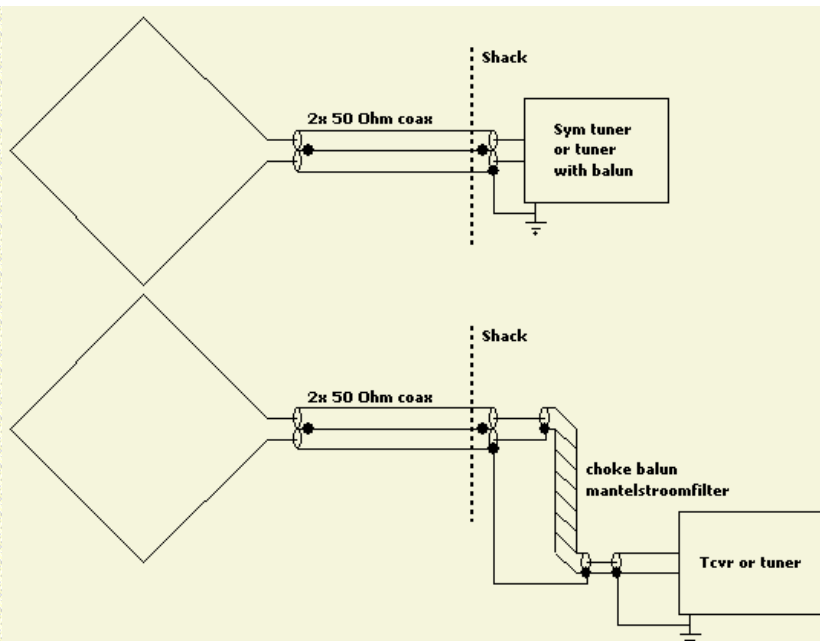 Shack
2x 50 Ohm coax
Sym tuner
or tuner
with balun
Shack
2x 50 Ohm coax
choke balun
mantelstroomfilter
Tcvr or tuner